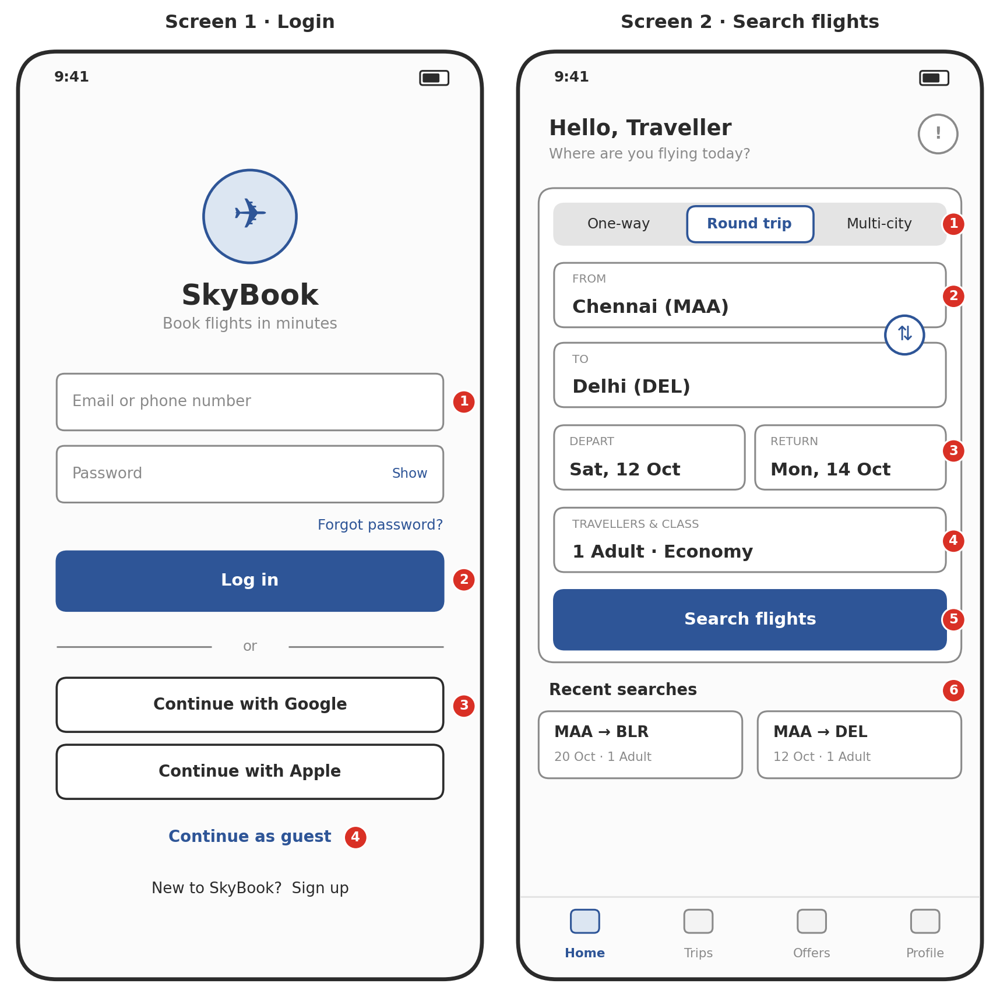 Screen 1 · Login
9:41
SkyBook
Book flights in minutes
Email or phone number
1
Password Show
Forgot password?
Log in
2
or
Continue with Google
3
Continue with Apple
Continue as guest
4
New to SkyBook? Sign up
Screen 2 · Search flights
9:41
Hello, Traveller
!
Where are you flying today?
One-way Round trip Multi-city
1
FROM
2
Chennai (MAA)
⇅
TO
Delhi (DEL)
DEPART
Sat, 12 Oct
RETURN
Mon, 14 Oct
3
TRAVELLERS & CLASS
4
1 Adult · Economy
Search flights
5
Recent searches
6
MAA → BLR
20 Oct · 1 Adult
MAA → DEL
12 Oct · 1 Adult
Home Trips Offers Profile